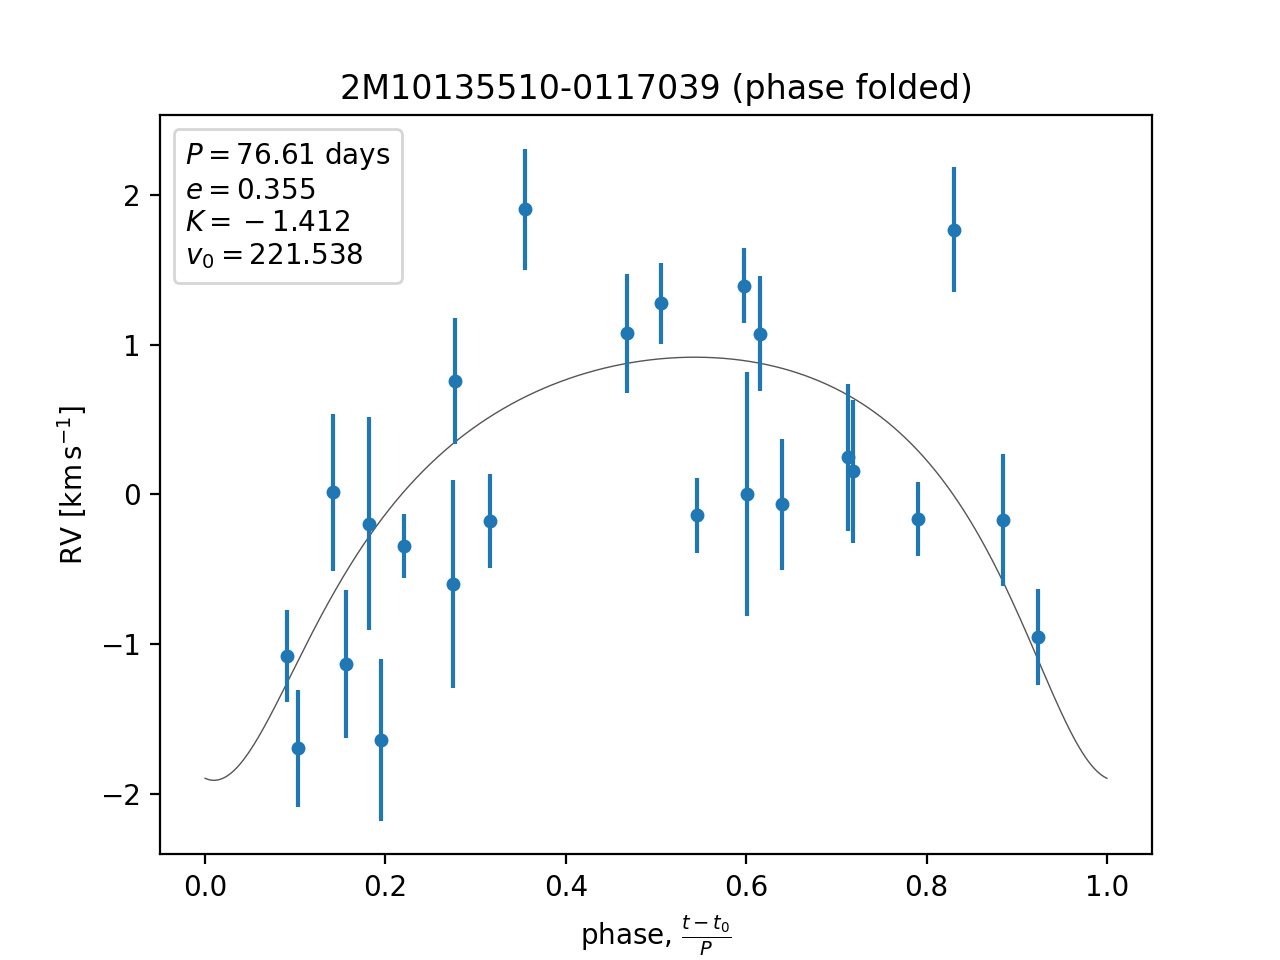 2M10135510-0117039 (phase folded)
P = 76.61 days
e = 0.355
K = −1.412
v₀ = 221.538
RV [km s⁻¹]
2
1
0
−1
−2
0.0 0.2 0.4 0.6 0.8 1.0
phase, (t − t₀)/P